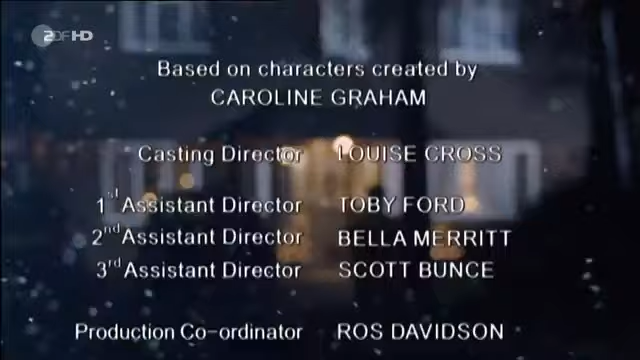 ZDF HD
Based on characters created by
CAROLINE GRAHAM
Casting Director LOUISE CROSS
1st Assistant Director TOBY FORD
2nd Assistant Director BELLA MERRITT
3rd Assistant Director SCOTT BUNCE
Production Co-ordinator ROS DAVIDSON